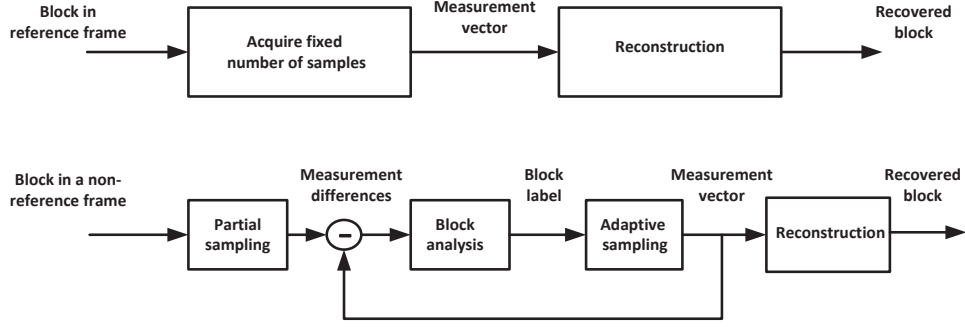 Block in
reference frame
Acquire fixed
number of samples
Measurement
vector
Reconstruction
Recovered
block
Block in a non-
reference frame
Partial
sampling
Measurement
differences
-
Block
analysis
Block
label
Adaptive
sampling
Measurement
vector
Reconstruction
Recovered
block